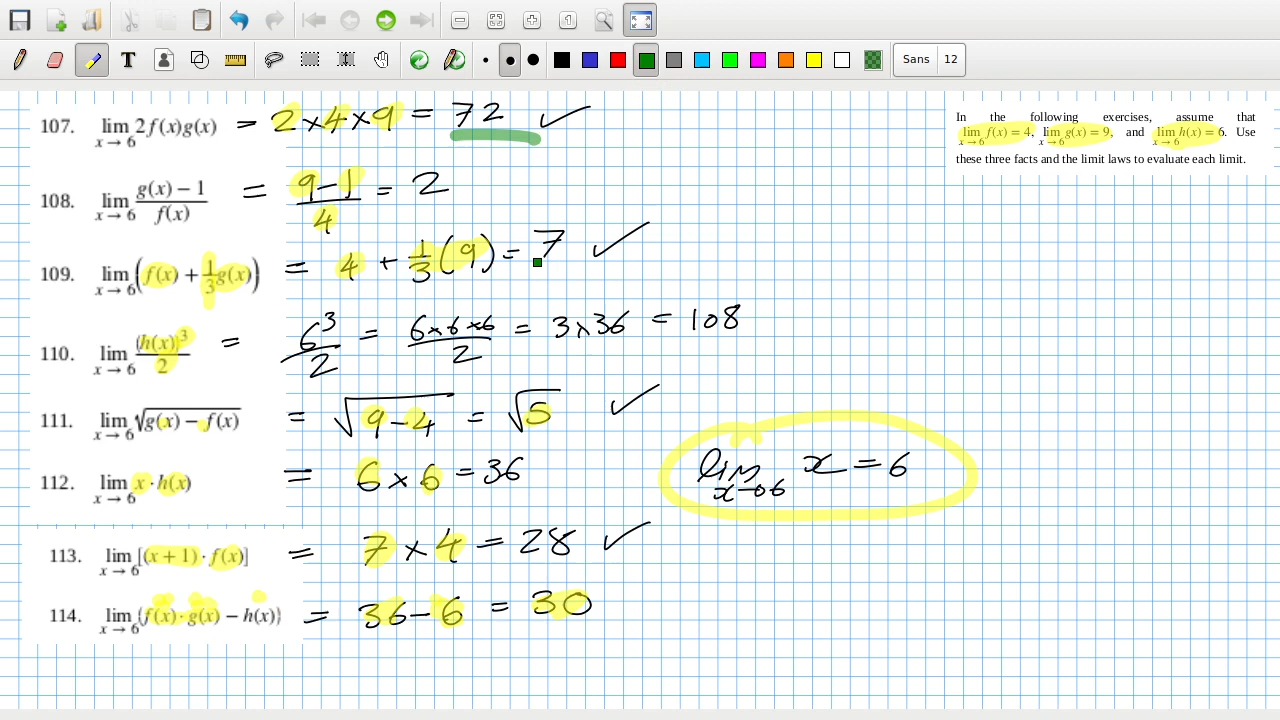 Sans 12
In the following exercises, assume that
lim x→6 f(x) = 4, lim x→6 g(x) = 9, and lim x→6 h(x) = 6. Use
these three facts and the limit laws to evaluate each limit.
107. lim x→6 2f(x)g(x) = 2×4×9 = 72 ✓
108. lim x→6 (g(x) − 1)/f(x) = (9−1)/4 = 2
109. lim x→6 (f(x) + 1/3 g(x)) = 4 + 1/3 (9) = 7 ✓
110. lim x→6 (h(x))³/2 = 6³/2 = (6×6×6)/2 = 3×36 = 108
111. lim x→6 √(g(x) − f(x)) = √(9−4) = √5 ✓
112. lim x→6 x · h(x) = 6×6 = 36
lim x→6 x = 6
113. lim x→6 [(x + 1) · f(x)] = 7×4 = 28 ✓
114. lim x→6 (f(x) · g(x) − h(x)) = 36−6 = 30